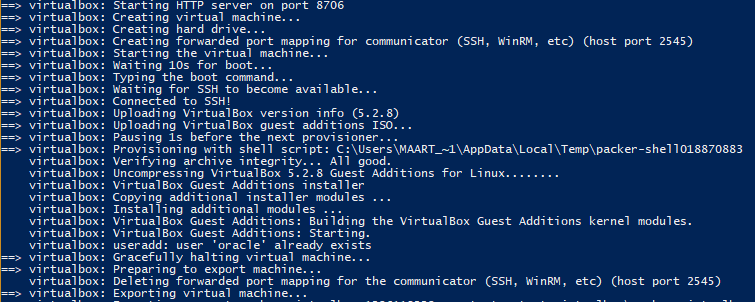 ==> virtualbox: Starting HTTP server on port 8706
==> virtualbox: Creating virtual machine...
==> virtualbox: Creating hard drive...
==> virtualbox: Creating forwarded port mapping for communicator (SSH, WinRM, etc) (host port 2545)
==> virtualbox: Starting the virtual machine...
==> virtualbox: Waiting 10s for boot...
==> virtualbox: Typing the boot command...
==> virtualbox: Waiting for SSH to become available...
==> virtualbox: Connected to SSH!
==> virtualbox: Uploading VirtualBox version info (5.2.8)
==> virtualbox: Uploading VirtualBox guest additions ISO...
==> virtualbox: Pausing 1s before the next provisioner...
==> virtualbox: Provisioning with shell script: C:\Users\MAART_~1\AppData\Local\Temp\packer-shell018870883
virtualbox: Verifying archive integrity... All good.
virtualbox: Uncompressing VirtualBox 5.2.8 Guest Additions for Linux........
virtualbox: VirtualBox Guest Additions installer
virtualbox: Copying additional installer modules ...
virtualbox: Installing additional modules ...
virtualbox: VirtualBox Guest Additions: Building the VirtualBox Guest Additions kernel modules.
virtualbox: VirtualBox Guest Additions: Starting.
virtualbox: useradd: user 'oracle' already exists
==> virtualbox: Gracefully halting virtual machine...
==> virtualbox: Preparing to export machine...
virtualbox: Deleting forwarded port mapping for the communicator (SSH, WinRM, etc) (host port 2545)
==> virtualbox: Exporting virtual machine...